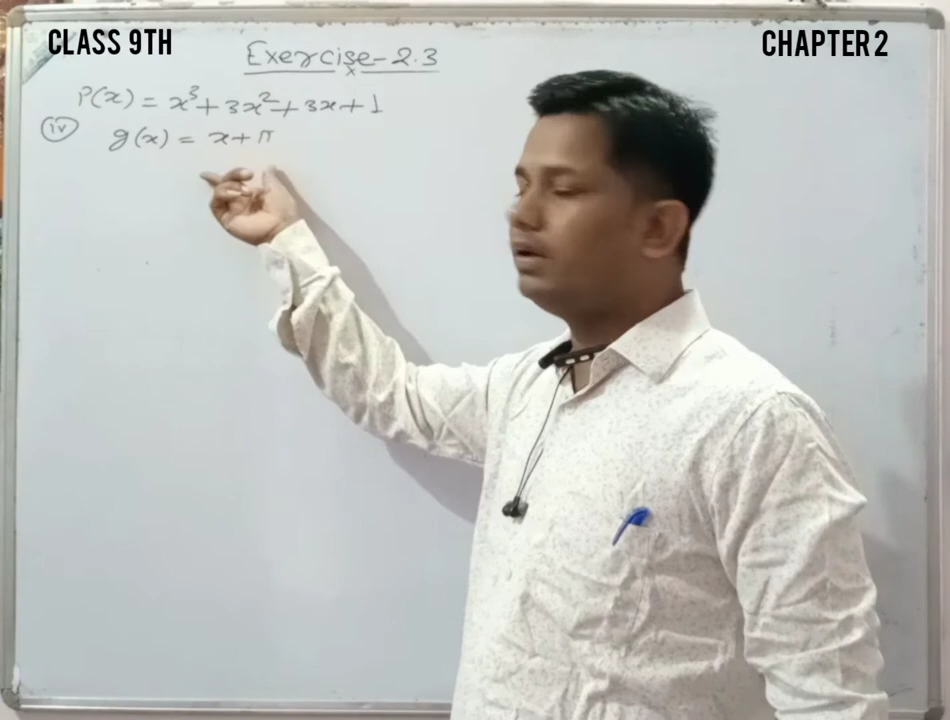 CLASS 9TH
CHAPTER 2
Exercise-2.3
P(x) = x³+3x²+3x+1
(iv) g(x) = x+π